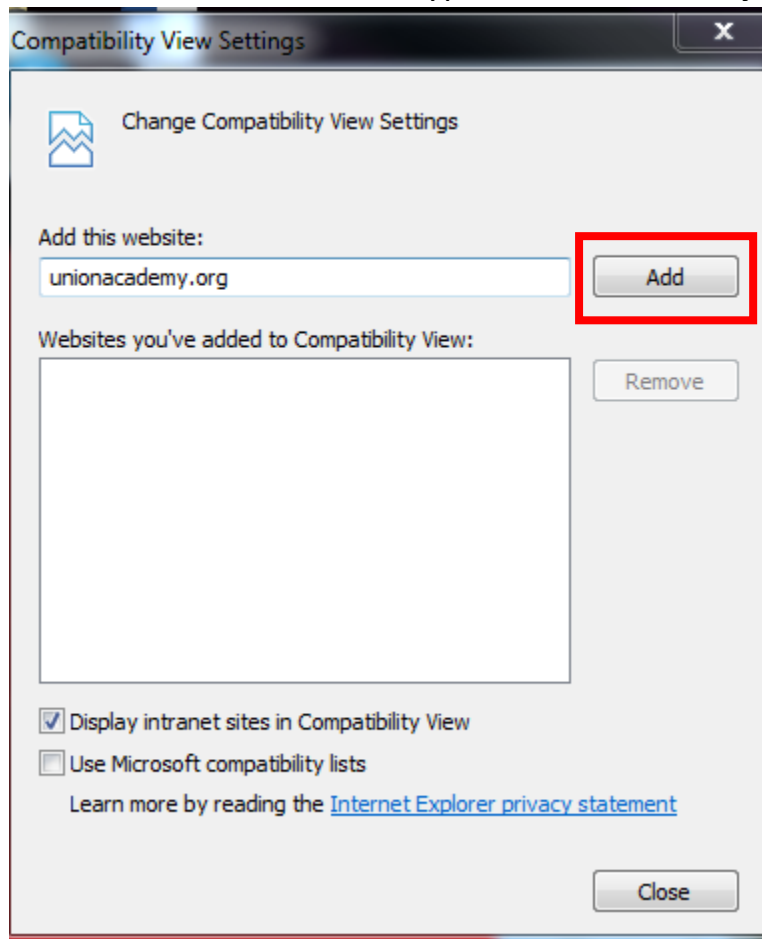 Compatibility View Settings
x
Change Compatibility View Settings
Add this website:
unionacademy.org
Add
Websites you've added to Compatibility View:
Remove
Display intranet sites in Compatibility View
Use Microsoft compatibility lists
Learn more by reading the Internet Explorer privacy statement
Close